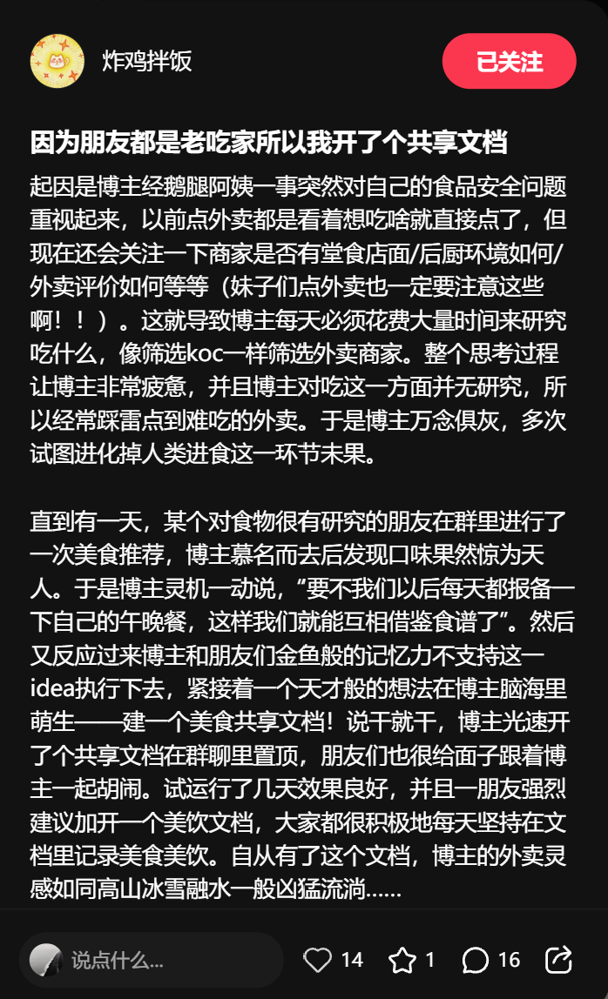 炸鸡拌饭
已关注
因为朋友都是老吃家所以我开了个共享文档
起因是博主经鹅腿阿姨一事突然对自己的食品安全问题
重视起来，以前点外卖都是看着想吃啥就直接点了，但
现在还会关注一下商家是否有堂食店面/后厨环境如何/
外卖评价如何等等（妹子们点外卖也一定要注意这些
啊！！）。这就导致博主每天必须花费大量时间来研究
吃什么，像筛选koc一样筛选外卖商家。整个思考过程
让博主非常疲惫，并且博主对吃这一方面并无研究，所
以经常踩雷点到难吃的外卖。于是博主万念俱灰，多次
试图进化掉人类进食这一环节未果。
直到有一天，某个对食物很有研究的朋友在群里进行了
一次美食推荐，博主慕名而去后发现口味果然惊为天
人。于是博主灵机一动说，“要不我们以后每天都报备一
下自己的午晚餐，这样我们就能互相借鉴食谱了”。然后
又反应过来博主和朋友们金鱼般的记忆力不支持这一
idea执行下去，紧接着一个天才般的想法在博主脑海里
萌生——建一个美食共享文档！说干就干，博主光速开
了个共享文档在群聊里置顶，朋友们也很给面子跟着博
主一起胡闹。试运行了几天效果良好，并且一朋友强烈
建议加开一个美饮文档，大家都很积极地每天坚持在文
档里记录美食美饮。自从有了这个文档，博主的外卖灵
感如同高山冰雪融水一般凶猛流淌......
说点什么... 14 1 16